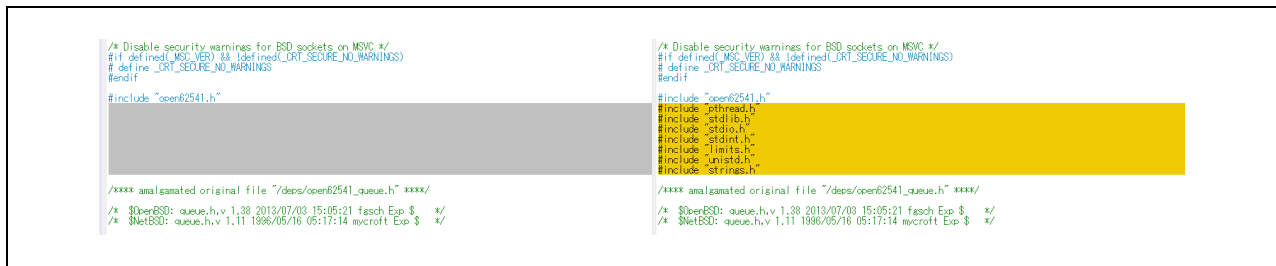 /* Disable security warnings for BSD sockets on MSVC */
#if defined(_MSC_VER) && !defined(_CRT_SECURE_NO_WARNINGS)
# define _CRT_SECURE_NO_WARNINGS
#endif
#include "open62541.h"
/**** amalgamated original file "/deps/open62541_queue.h" ****/
/*  $OpenBSD: queue.h,v 1.38 2013/07/03 15:05:21 fgsch Exp $    */
/*  $NetBSD: queue.h,v 1.11 1996/05/16 05:17:14 mycroft Exp $    */
/* Disable security warnings for BSD sockets on MSVC */
#if defined(_MSC_VER) && !defined(_CRT_SECURE_NO_WARNINGS)
# define _CRT_SECURE_NO_WARNINGS
#endif
#include "open62541.h"
#include "pthread.h"
#include "stdlib.h"
#include "stdio.h"
#include "stdint.h"
#include "limits.h"
#include "unistd.h"
#include "strings.h"
/**** amalgamated original file "/deps/open62541_queue.h" ****/
/*  $OpenBSD: queue.h,v 1.38 2013/07/03 15:05:21 fgsch Exp $    */
/*  $NetBSD: queue.h,v 1.11 1996/05/16 05:17:14 mycroft Exp $    */